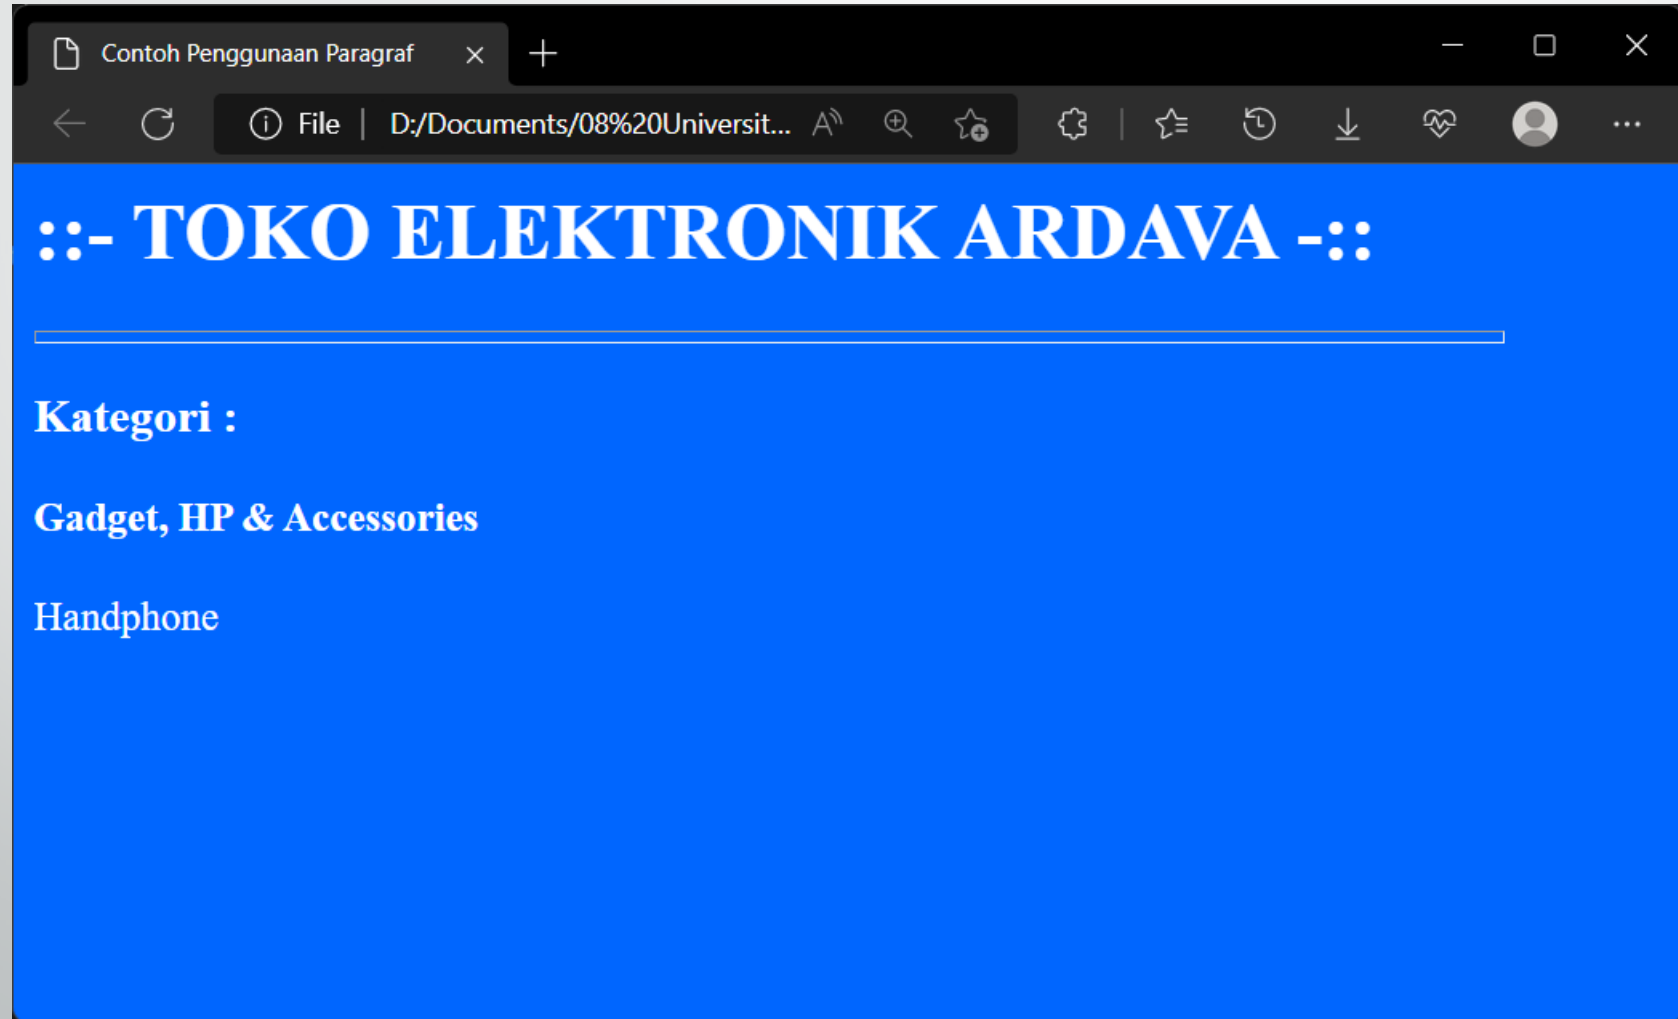 Contoh Penggunaan Paragraf
File | D:/Documents/08%20Universit...
::- TOKO ELEKTRONIK ARDAVA -::
Kategori :
Gadget, HP & Accessories
Handphone